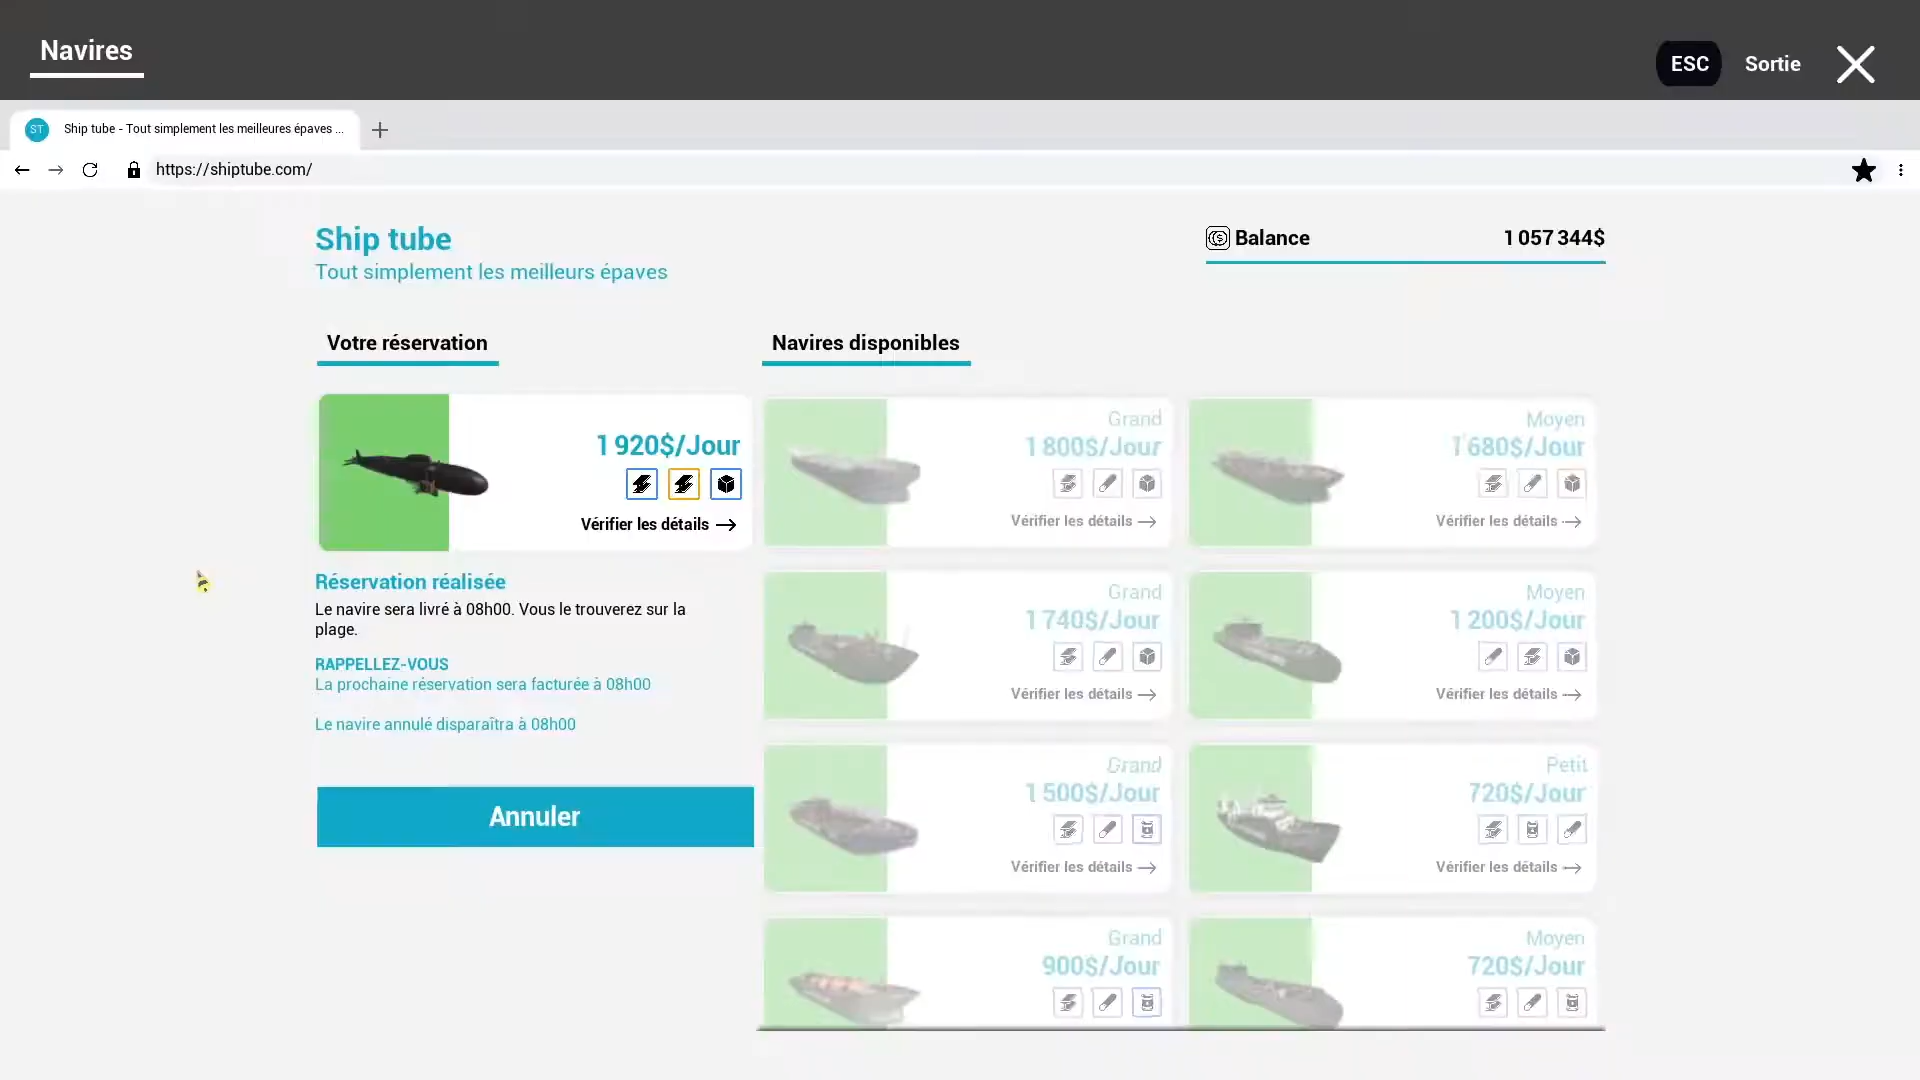 Navires
ESC Sortie
ST Ship tube - Tout simplement les meilleures épaves ...
https://shiptube.com/
Ship tube
Tout simplement les meilleurs épaves
Balance 1 057 344$
Votre réservation
Navires disponibles
1 920$/Jour
Vérifier les détails
Réservation réalisée
Le navire sera livré à 08h00. Vous le trouverez sur la
plage.
RAPPELLEZ-VOUS
La prochaine réservation sera facturée à 08h00
Le navire annulé disparaîtra à 08h00
Annuler
Grand
1 800$/Jour
Vérifier les détails
Moyen
1 680$/Jour
Vérifier les détails
Grand
1 740$/Jour
Vérifier les détails
Moyen
1 200$/Jour
Vérifier les détails
Grand
1 500$/Jour
Vérifier les détails
Petit
720$/Jour
Vérifier les détails
Grand
900$/Jour
Moyen
720$/Jour